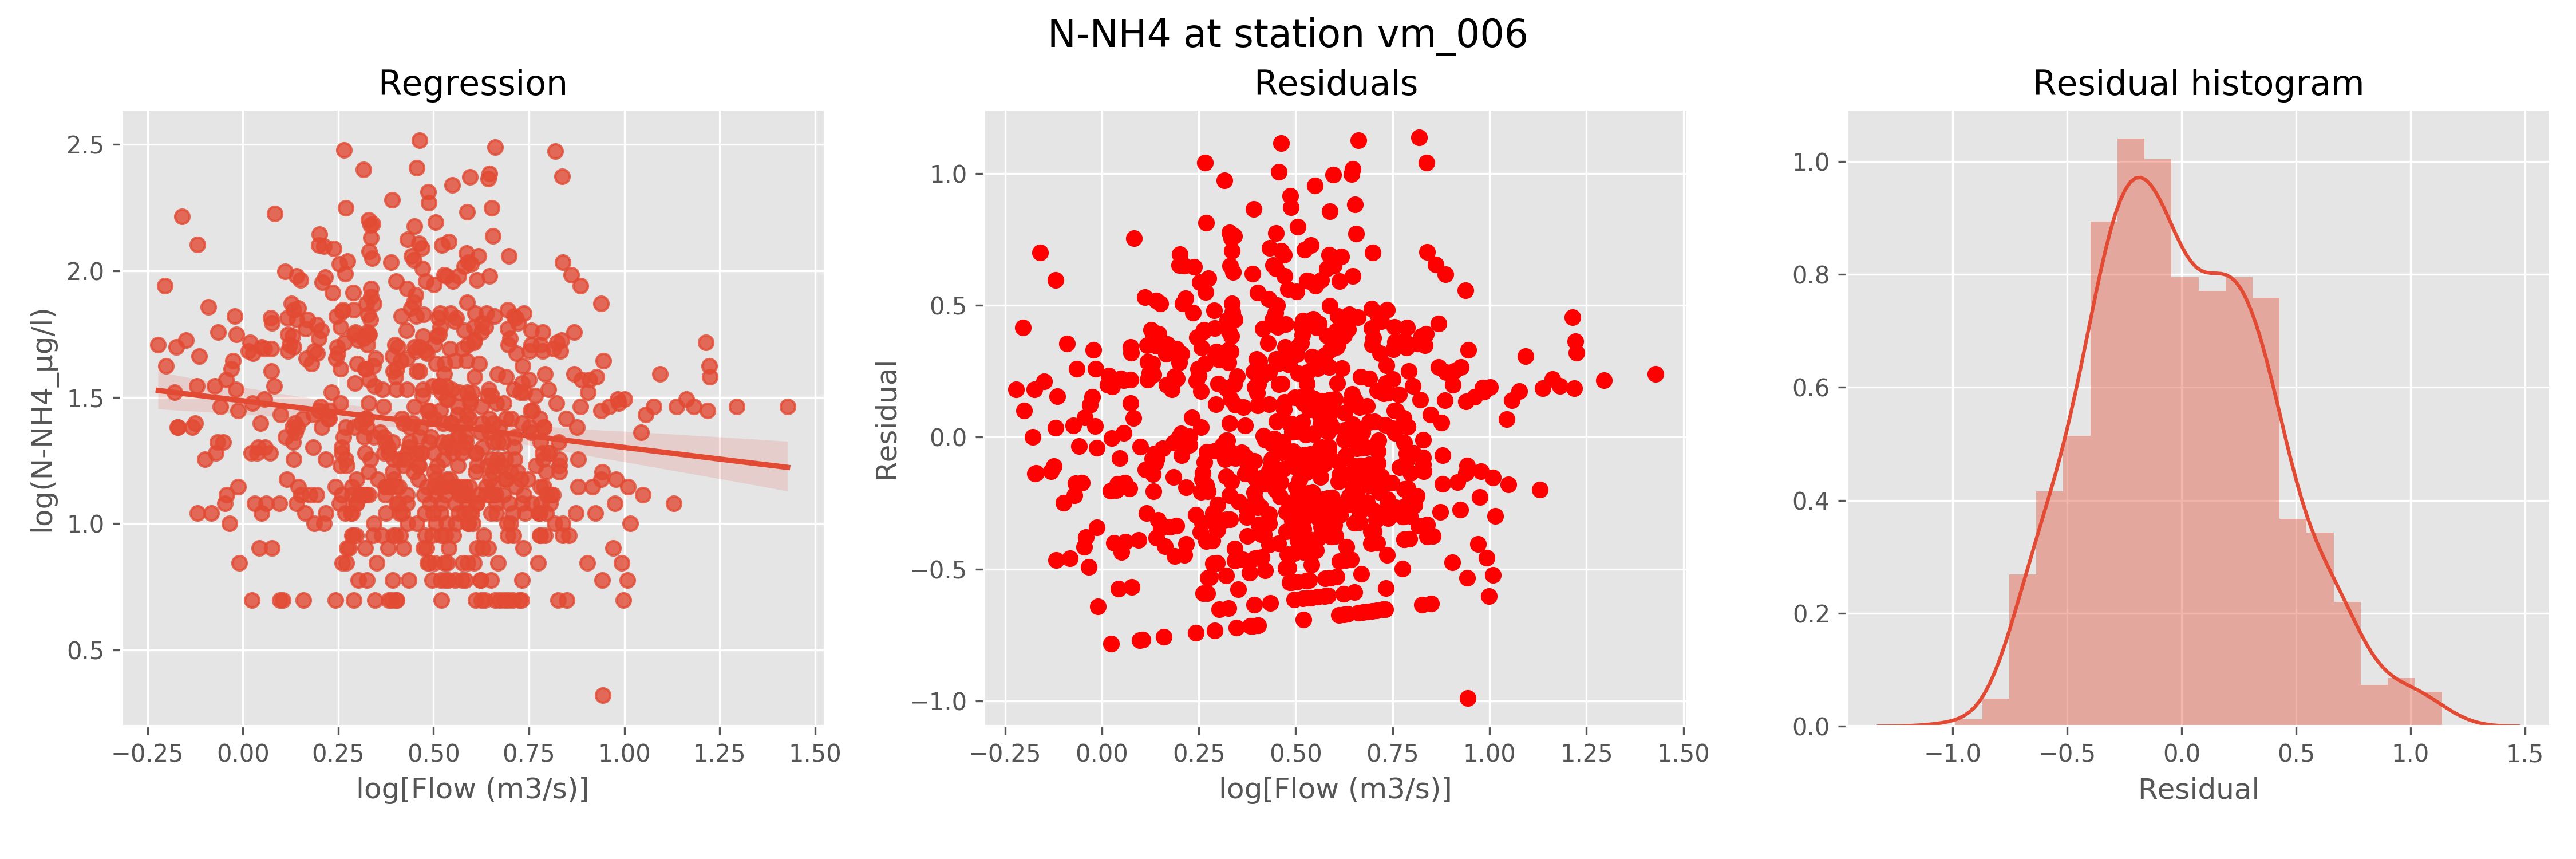 N-NH4 at station vm_006
Regression
Residuals
Residual histogram
2.5
2.0
1.5
1.0
0.5
log(N-NH4_µg/l)
−0.25 0.00 0.25 0.50 0.75 1.00 1.25 1.50
log[Flow (m3/s)]
1.0
0.5
0.0
−0.5
−1.0
Residual
−0.25 0.00 0.25 0.50 0.75 1.00 1.25 1.50
log[Flow (m3/s)]
1.0
0.8
0.6
0.4
0.2
0.0
−1.0 −0.5 0.0 0.5 1.0 1.5
Residual